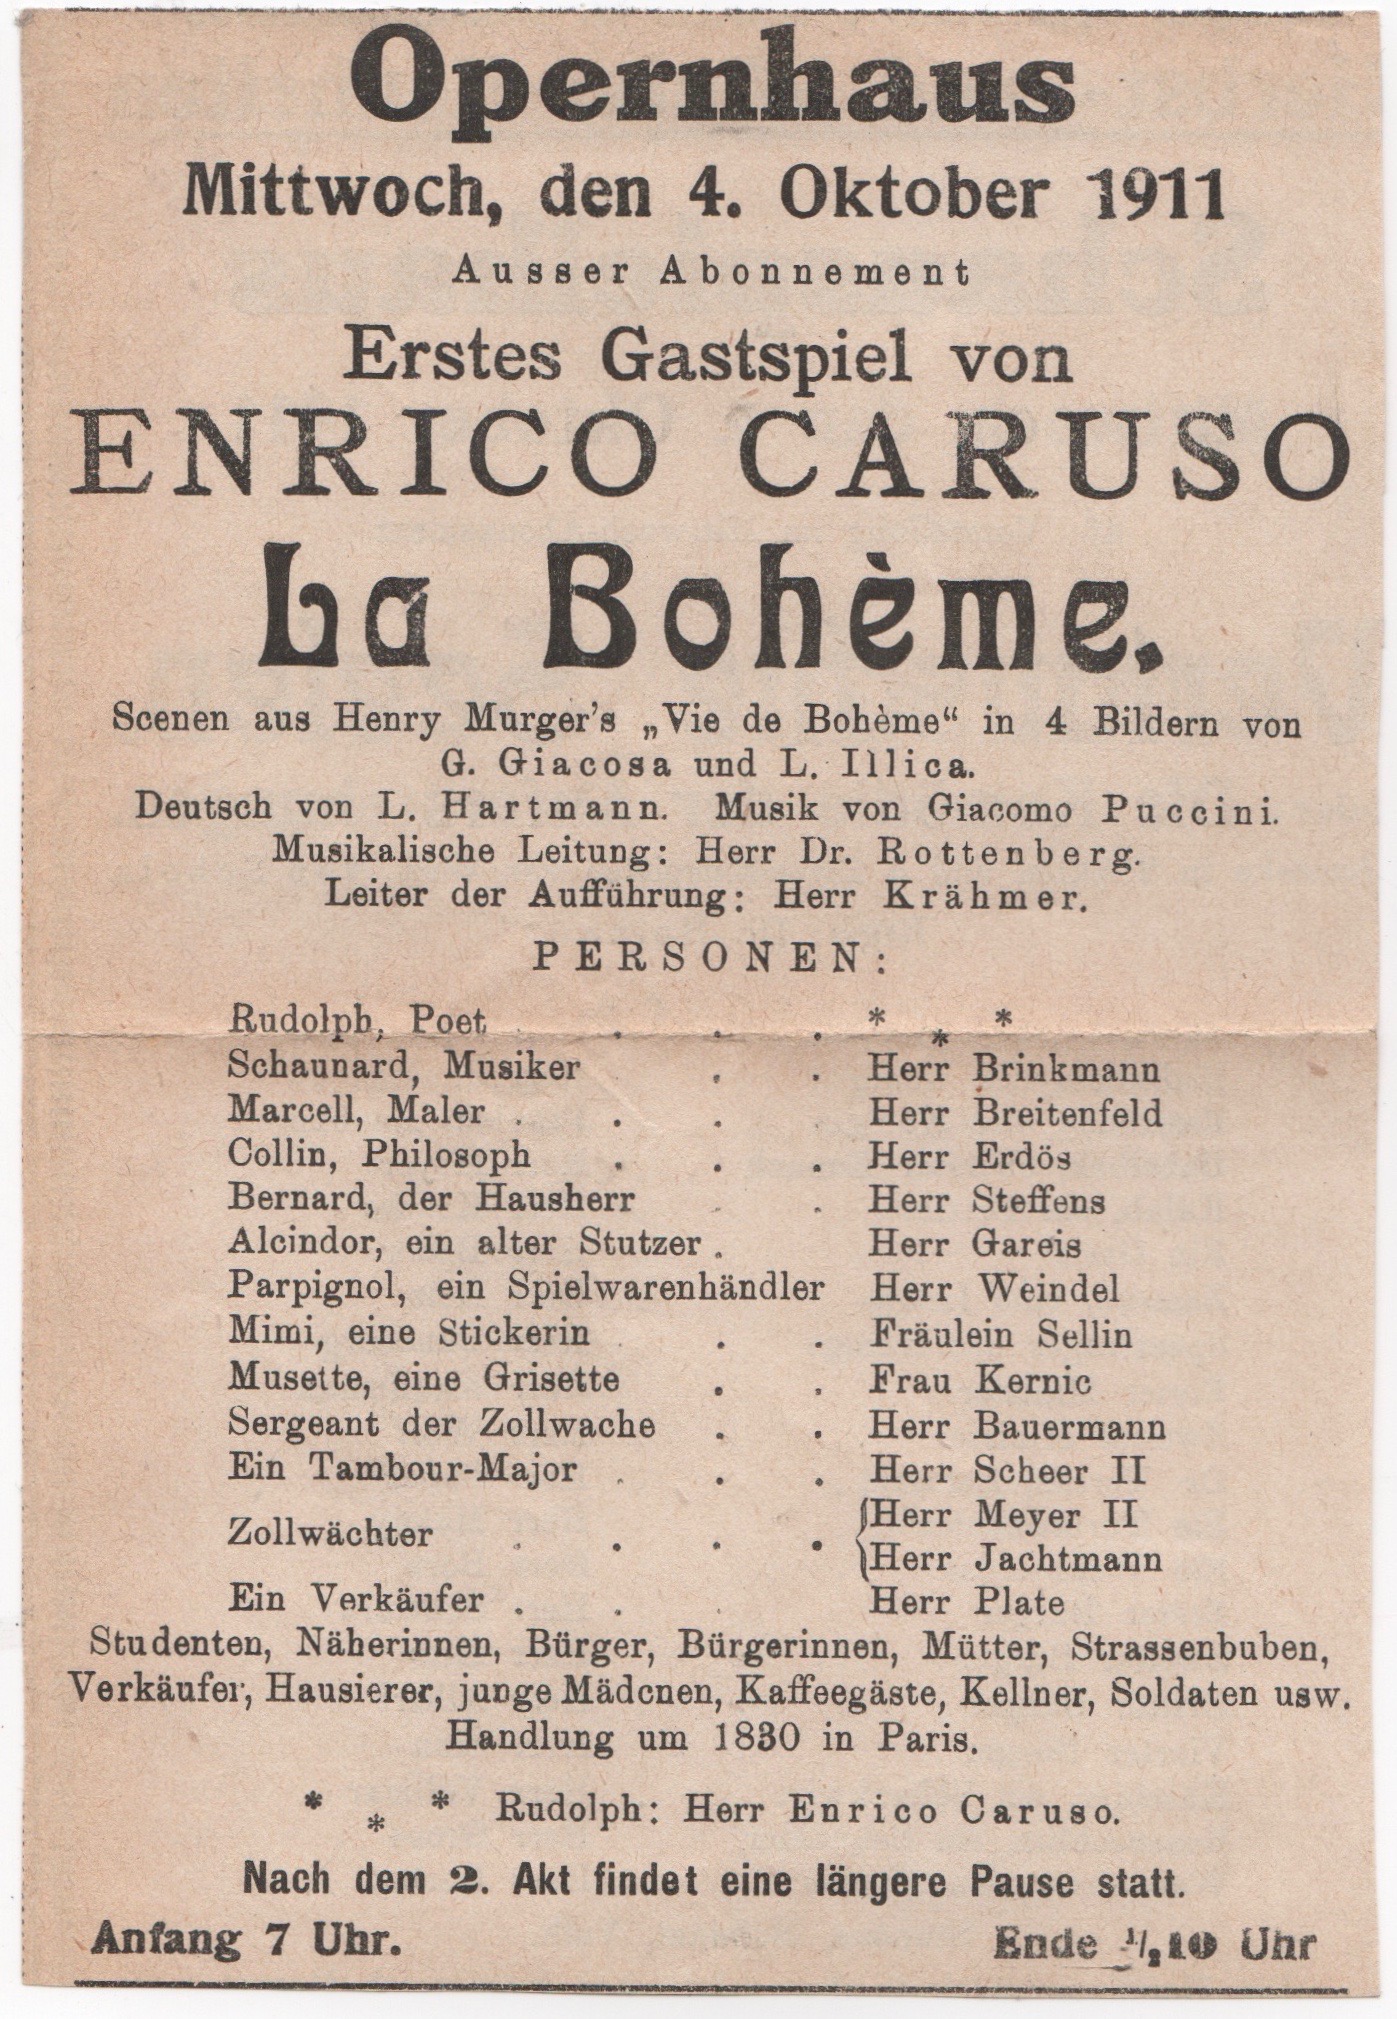 Opernhaus
Mittwoch, den 4. Oktober 1911
Ausser Abonnement
Erstes Gastspiel von
ENRICO CARUSO
La Bohème.
Scenen aus Henry Murger's „Vie de Bohème“ in 4 Bildern von
G. Giacosa und L. Illica.
Deutsch von L. Hartmann. Musik von Giacomo Puccini.
Musikalische Leitung: Herr Dr. Rottenberg.
Leiter der Aufführung: Herr Krähmer.
PERSONEN:
Rudolph, Poet . . . * * *
Schaunard, Musiker . . Herr Brinkmann
Marcell, Maler . . . Herr Breitenfeld
Collin, Philosoph . . . Herr Erdös
Bernard, der Hausherr . . Herr Steffens
Alcindor, ein alter Stutzer . Herr Gareis
Parpignol, ein Spielwarenhändler Herr Weindel
Mimi, eine Stickerin . . Fräulein Sellin
Musette, eine Grisette . . Frau Kernic
Sergeant der Zollwache . . Herr Bauermann
Ein Tambour-Major . . . Herr Scheer II
Zollwächter . . . . {Herr Meyer II
Herr Jachtmann
Ein Verkäufer . . . Herr Plate
Studenten, Näherinnen, Bürger, Bürgerinnen, Mütter, Strassenbuben,
Verkäufer, Hausierer, junge Mädcnen, Kaffeegäste, Kellner, Soldaten usw.
Handlung um 1830 in Paris.
* * * Rudolph: Herr Enrico Caruso.
Nach dem 2. Akt findet eine längere Pause statt.
Anfang 7 Uhr. Ende 1/210 Uhr